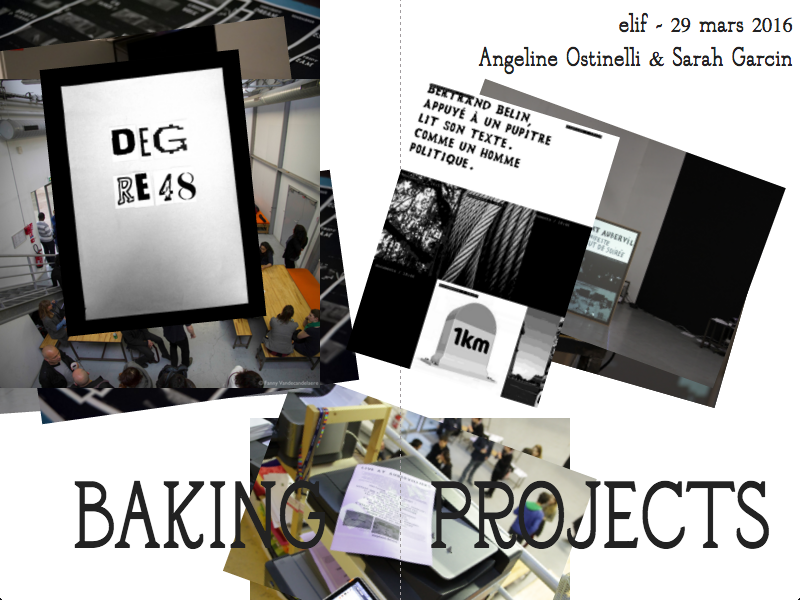 elif - 29 mars 2016
Angeline Ostinelli & Sarah Garcin
DEG
RE48
BERTRAND BELIN,
APPUYÉ À UN PUPITRE
LIT SON TEXTE.
COMME UN HOMME
POLITIQUE.
1km
BAKING PROJECTS